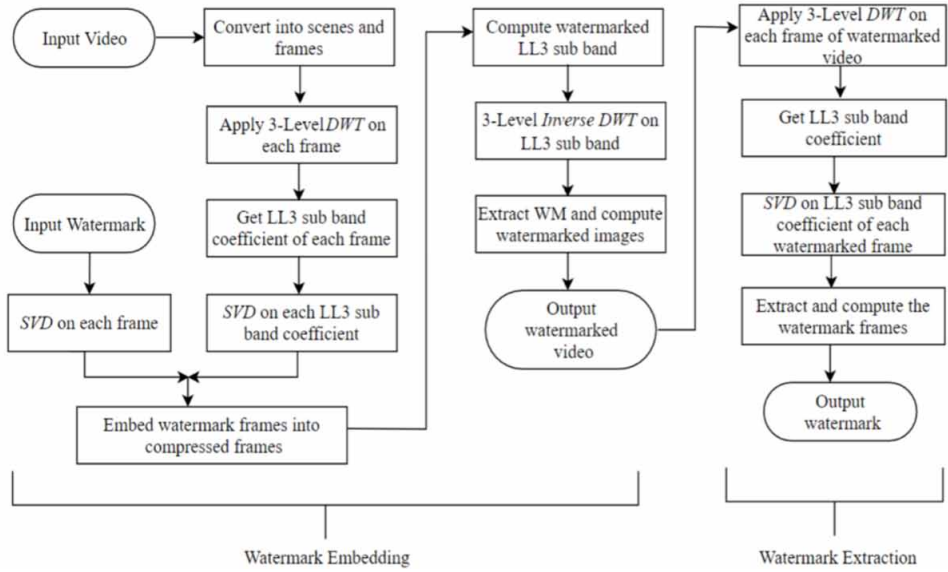 Input Video
Convert into scenes and
frames
Apply 3-Level DWT on
each frame
Input Watermark
Get LL3 sub band
coefficient of each frame
SVD on each frame
SVD on each LL3 sub
band coefficient
Embed watermark frames into
compressed frames
Compute watermarked
LL3 sub band
3-Level Inverse DWT on
LL3 sub band
Extract WM and compute
watermarked images
Output
watermarked
video
Apply 3-Level DWT on
each frame of watermarked
video
Get LL3 sub band
coefficient
SVD on LL3 sub band
coefficient of each
watermarked frame
Extract and compute the
watermark frames
Output
watermark
Watermark Embedding
Watermark Extraction